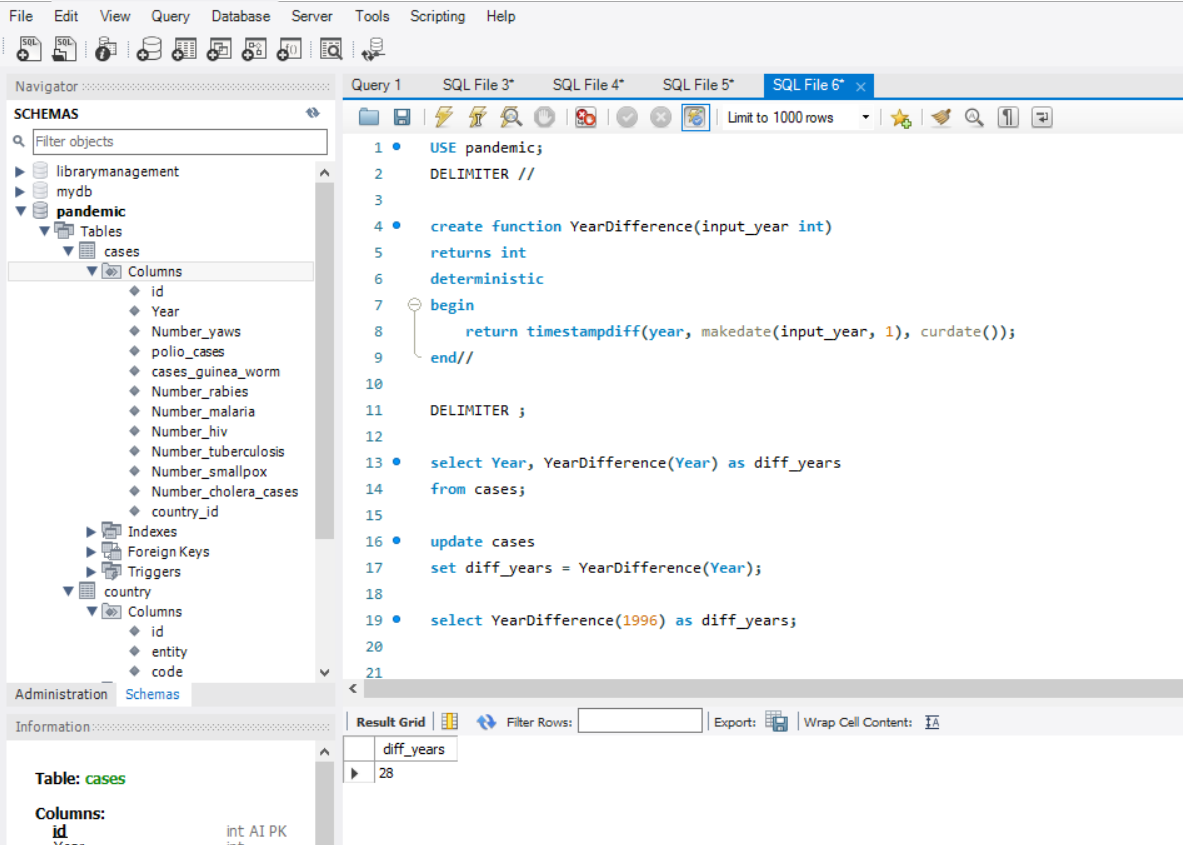 File Edit View Query Database Server Tools Scripting Help
Navigator
SCHEMAS
Filter objects
librarymanagement
mydb
pandemic
Tables
cases
Columns
id
Year
Number_yaws
polio_cases
cases_guinea_worm
Number_rabies
Number_malaria
Number_hiv
Number_tuberculosis
Number_smallpox
Number_cholera_cases
country_id
Indexes
Foreign Keys
Triggers
country
Columns
id
entity
code
Administration Schemas
Information
Table: cases
Columns:
id int AI PK
Year int
Query 1 SQL File 3* SQL File 4* SQL File 5* SQL File 6*
Limit to 1000 rows
1 USE pandemic;
2 DELIMITER //
3
4 create function YearDifference(input_year int)
5 returns int
6 deterministic
7 begin
8 return timestampdiff(year, makedate(input_year, 1), curdate());
9 end//
10
11 DELIMITER ;
12
13 select Year, YearDifference(Year) as diff_years
14 from cases;
15
16 update cases
17 set diff_years = YearDifference(Year);
18
19 select YearDifference(1996) as diff_years;
20
21
Result Grid Filter Rows: Export: Wrap Cell Content:
diff_years
28